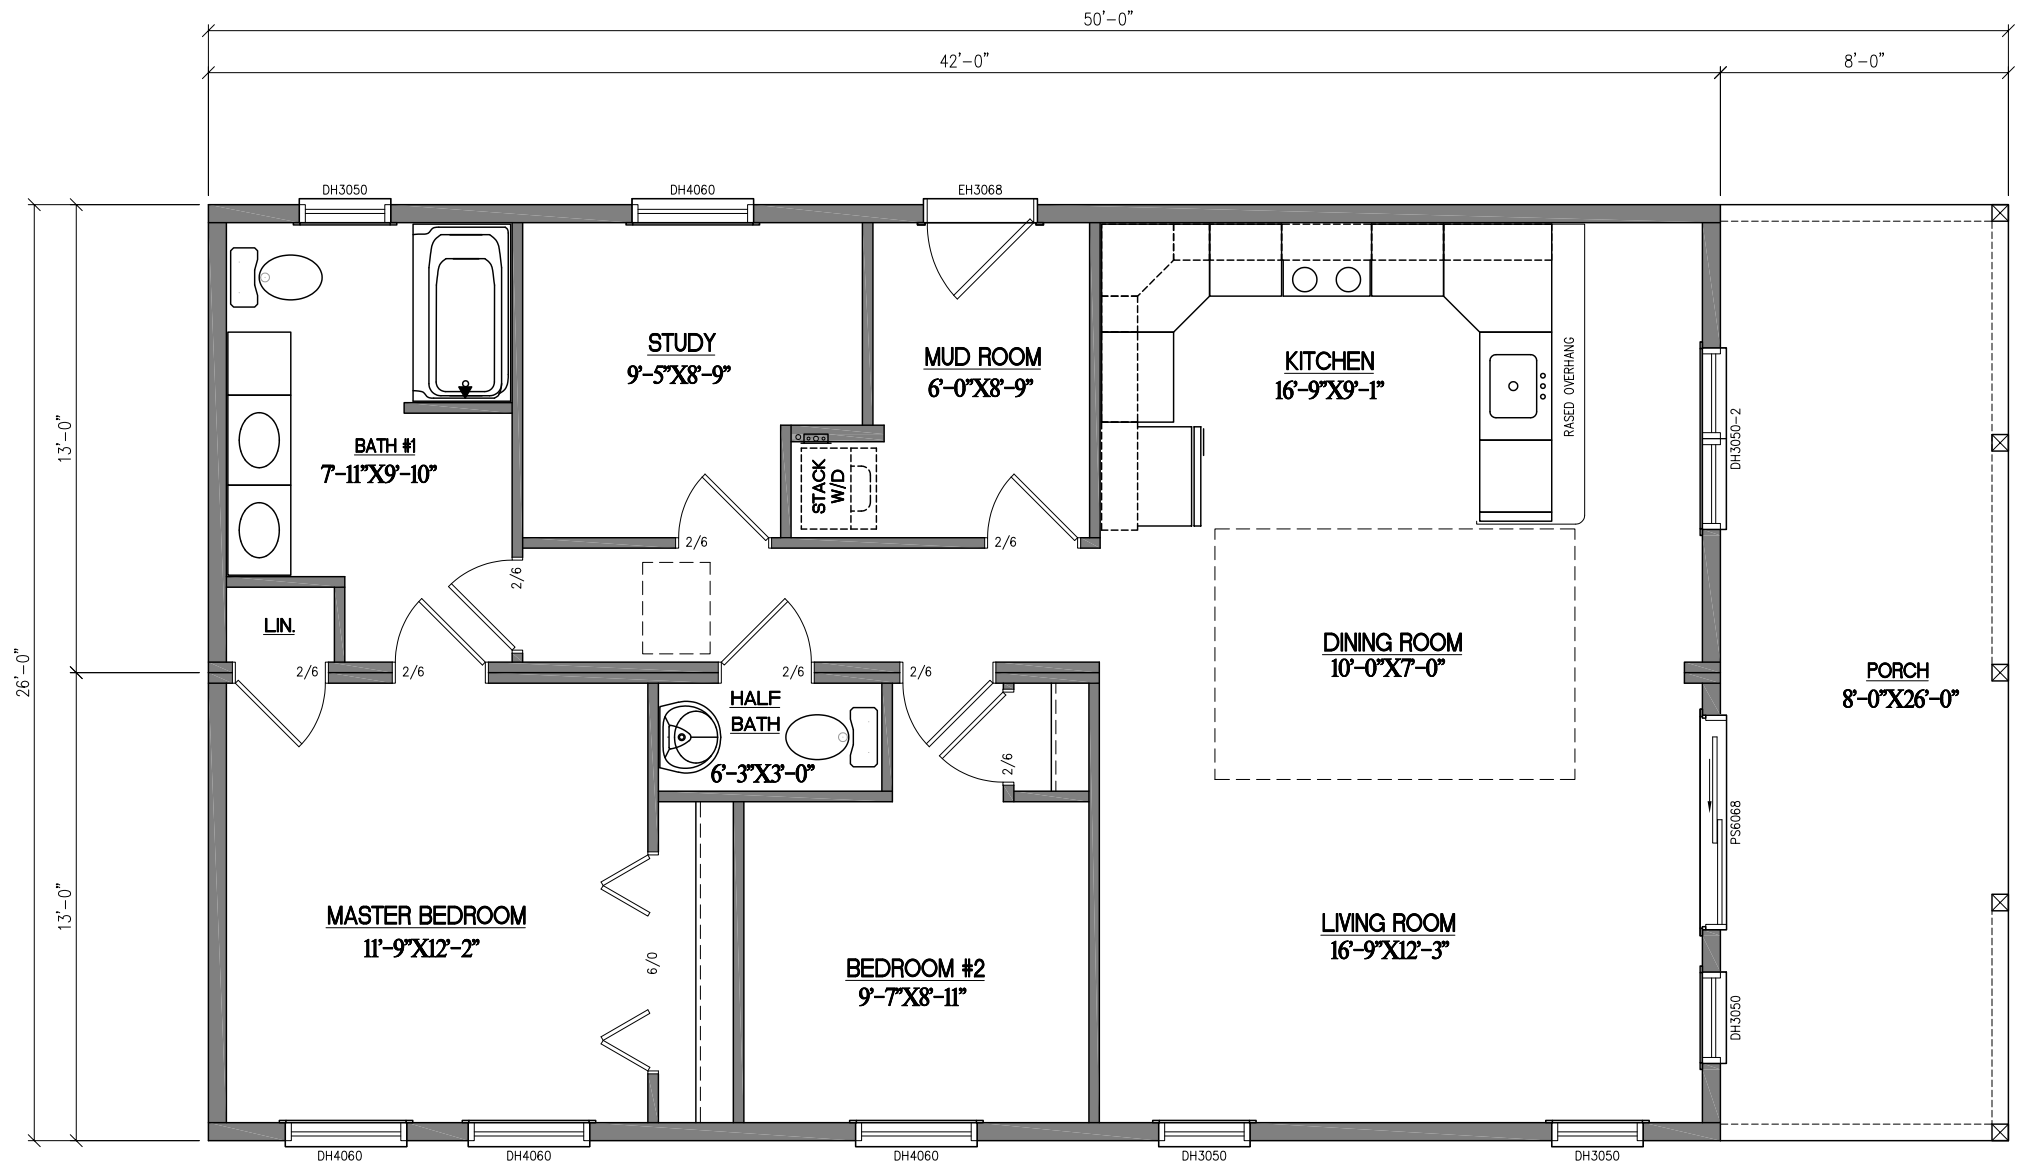 50'-0"
42'-0"
8'-0"
DH3050
DH4060
EH3068
STUDY
9'-5"X8'-9"
MUD ROOM
6'-0"X8'-9"
KITCHEN
16'-9"X9'-1"
RASED OVERHANG
DH3050-2
13'-0"
BATH #1
7'-11"X9'-10"
STACK
W/D
2/6
2/6
2/6
LIN.
2/6
2/6
2/6
2/6
26'-0"
DINING ROOM
10'-0"X7'-0"
PORCH
8'-0"X26'-0"
HALF
BATH
6'-3"X3'-0"
2/6
PS6068
13'-0"
MASTER BEDROOM
11'-9"X12'-2"
6/0
LIVING ROOM
16'-9"X12'-3"
BEDROOM #2
9'-7"X8'-11"
DH3050
DH4060
DH4060
DH4060
DH3050
DH3050